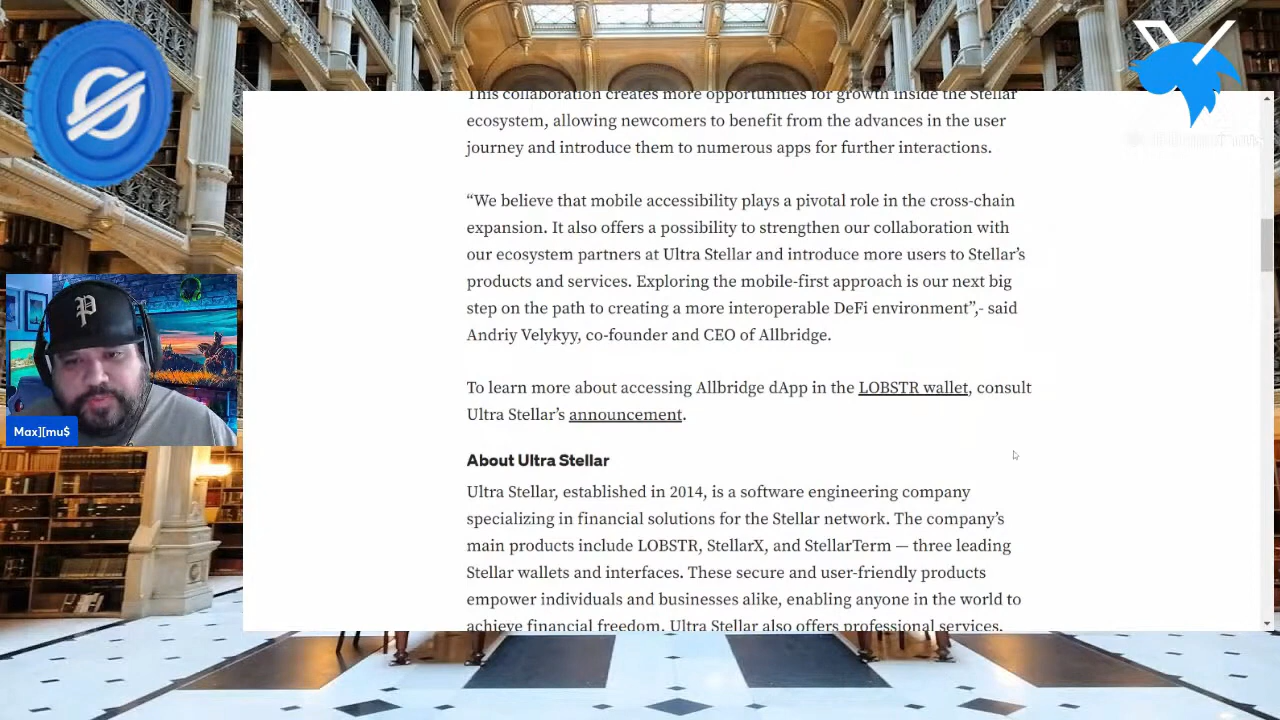 This collaboration creates more opportunities for growth inside the Stellar
ecosystem, allowing newcomers to benefit from the advances in the user
journey and introduce them to numerous apps for further interactions.
“We believe that mobile accessibility plays a pivotal role in the cross-chain
expansion. It also offers a possibility to strengthen our collaboration with
our ecosystem partners at Ultra Stellar and introduce more users to Stellar’s
products and services. Exploring the mobile-first approach is our next big
step on the path to creating a more interoperable DeFi environment”,- said
Andriy Velykyy, co-founder and CEO of Allbridge.
To learn more about accessing Allbridge dApp in the LOBSTR wallet, consult
Ultra Stellar’s announcement.
About Ultra Stellar
Ultra Stellar, established in 2014, is a software engineering company
specializing in financial solutions for the Stellar network. The company’s
main products include LOBSTR, StellarX, and StellarTerm — three leading
Stellar wallets and interfaces. These secure and user-friendly products
empower individuals and businesses alike, enabling anyone in the world to
achieve financial freedom. Ultra Stellar also offers professional services,
P
Max][mu$